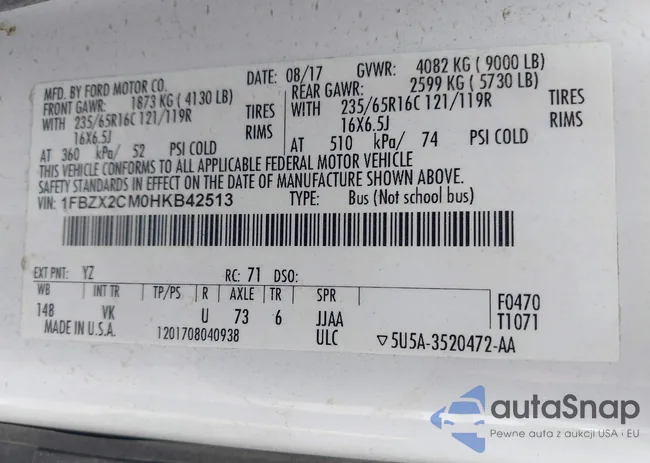 MFD. BY FORD MOTOR CO. DATE: 08/17 GVWR: 4082 KG ( 9000 LB)
FRONT GAWR: 1873 KG ( 4130 LB) REAR GAWR: 2599 KG ( 5730 LB)
WITH 235/65R16C 121/119R TIRES WITH 235/65R16C 121/119R TIRES
16X6.5J RIMS 16X6.5J RIMS
AT 360 kPa/ 52 PSI COLD AT 510 kPa/ 74 PSI COLD
THIS VEHICLE CONFORMS TO ALL APPLICABLE FEDERAL MOTOR VEHICLE
SAFETY STANDARDS IN EFFECT ON THE DATE OF MANUFACTURE SHOWN ABOVE.
VIN: 1FBZX2CM0HKB42513 TYPE: Bus (Not school bus)
EXT PNT: YZ RC: 71 DSO:
WB INT TR TP/PS R AXLE TR SPR F0470
148 VK U 73 6 JJAA T1071
MADE IN U.S.A. 1201708040938 ULC ▽5U5A-3520472-AA
autaSnap
Pewne auta z aukcji USA i EU